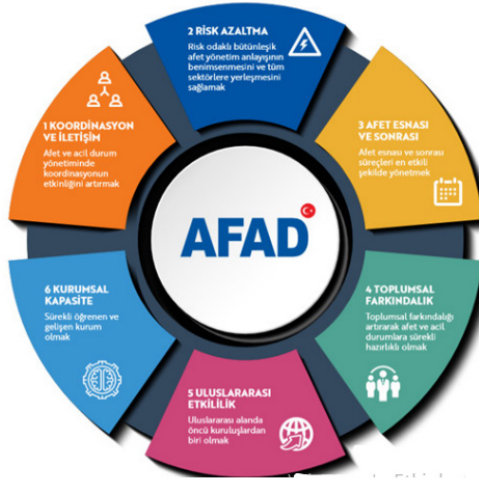 1 KOORDİNASYON
VE İLETİŞİM
Afet ve acil durum
yönetiminde
koordinasyonun
etkinliğini artırmak
2 RİSK AZALTMA
Risk odaklı bütünleşik
afet yönetim anlayışının
benimsenmesini ve tüm
sektörlere yerleşmesini
sağlamak
3 AFET ESNASI
VE SONRASI
Afet esnası ve sonrası
süreçleri en etkili
şekilde yönetmek
4 TOPLUMSAL
FARKINDALIK
Toplumsal farkındalığı
artırarak afet ve acil
durumlara sürekli
hazırlıklı olmak
5 ULUSLARARASI
ETKİLİLİK
Uluslararası alanda
öncü kuruluşlardan
biri olmak
6 KURUMSAL
KAPASİTE
Sürekli öğrenen ve
gelişen kurum
olmak
AFAD